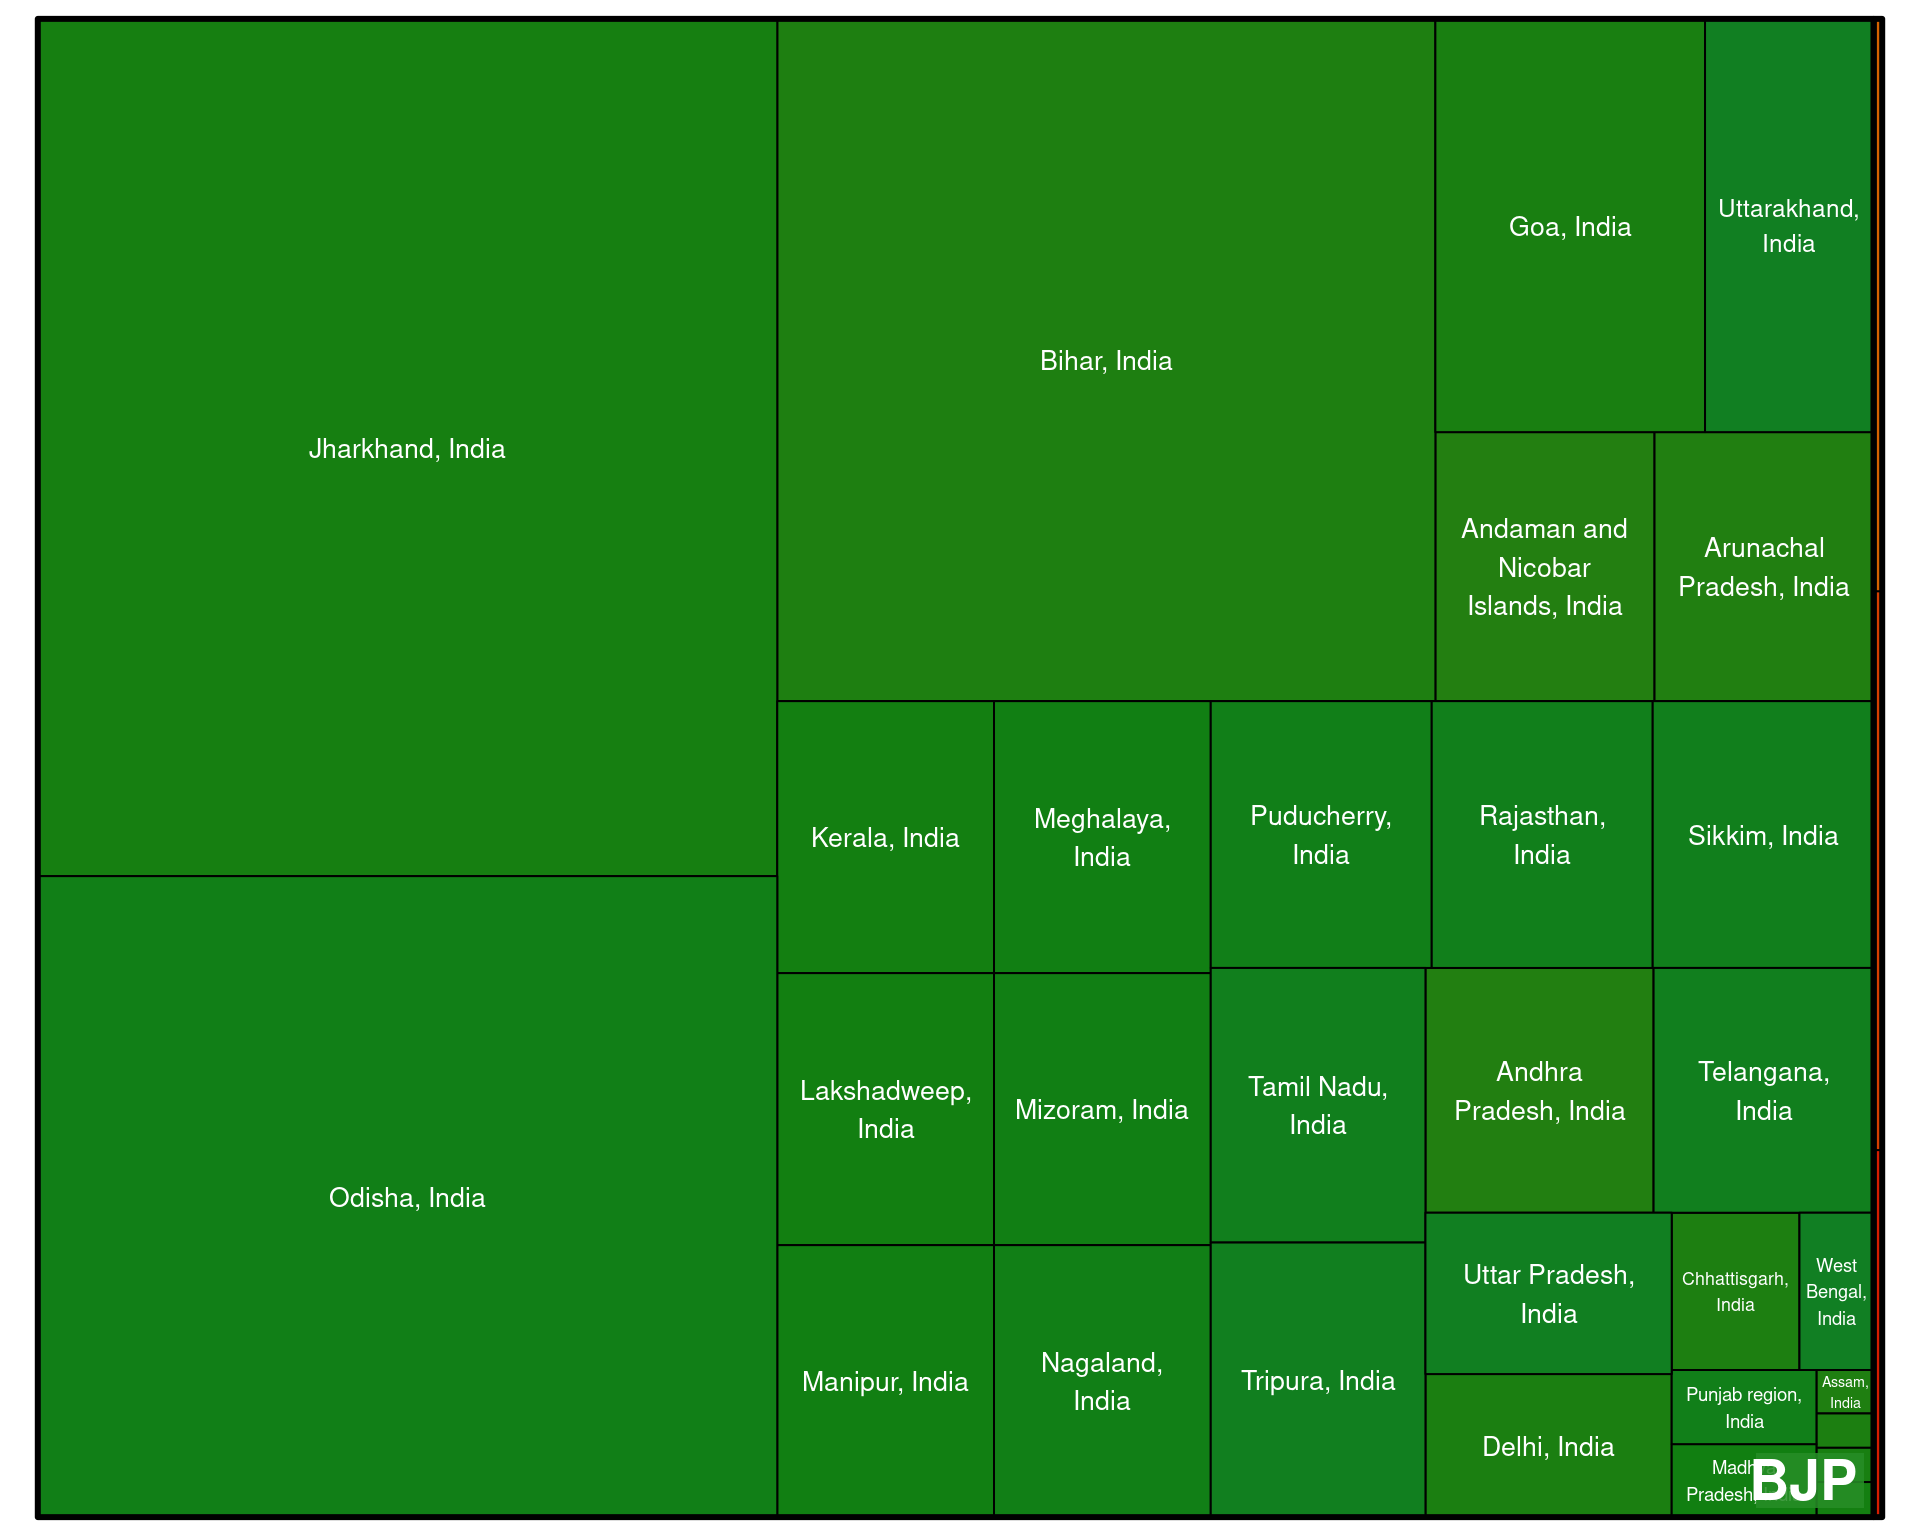 Jharkhand, India
Odisha, India
Bihar, India
Goa, India
Uttarakhand,
India
Andaman and
Nicobar
Islands, India
Arunachal
Pradesh, India
Kerala, India
Meghalaya,
India
Puducherry,
India
Rajasthan,
India
Sikkim, India
Lakshadweep,
India
Mizoram, India
Tamil Nadu,
India
Andhra
Pradesh, India
Telangana,
India
Manipur, India
Nagaland,
India
Tripura, India
Uttar Pradesh,
India
Delhi, India
Chhattisgarh,
India
West
Bengal,
India
Punjab region,
India
Assam,
India
Pradesh,
BJP